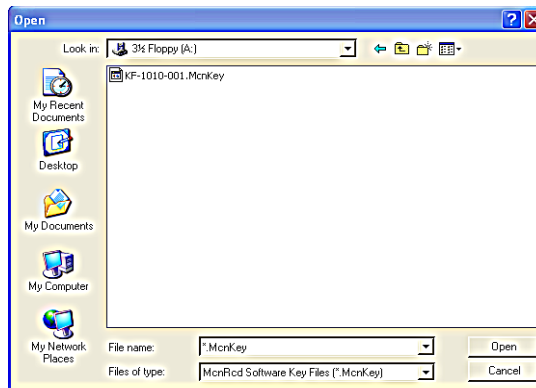 Open
Look in:
3½ Floppy (A:)
KF-1010-001.McnKey
My Recent
Documents
Desktop
My Documents
My Computer
My Network
Places
File name:
*.McnKey
Open
Files of type:
McnRcd Software Key Files (*.McnKey)
Cancel